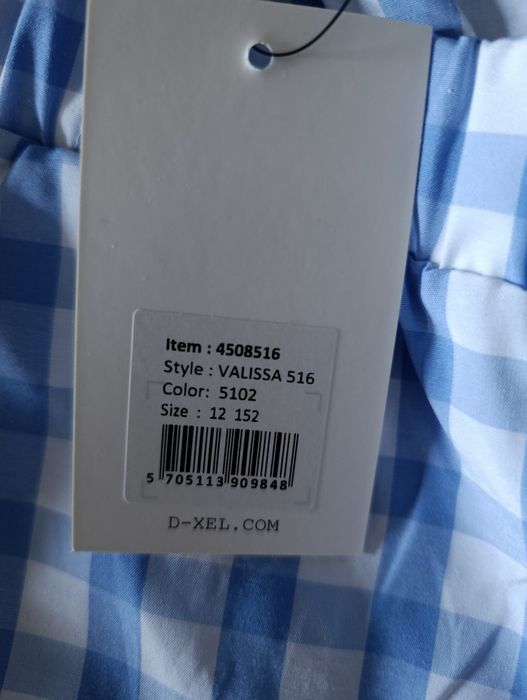 Item : 4508516
Style : VALISSA 516
Color: 5102
Size : 12 152
5 705113 909848
D-XEL.COM